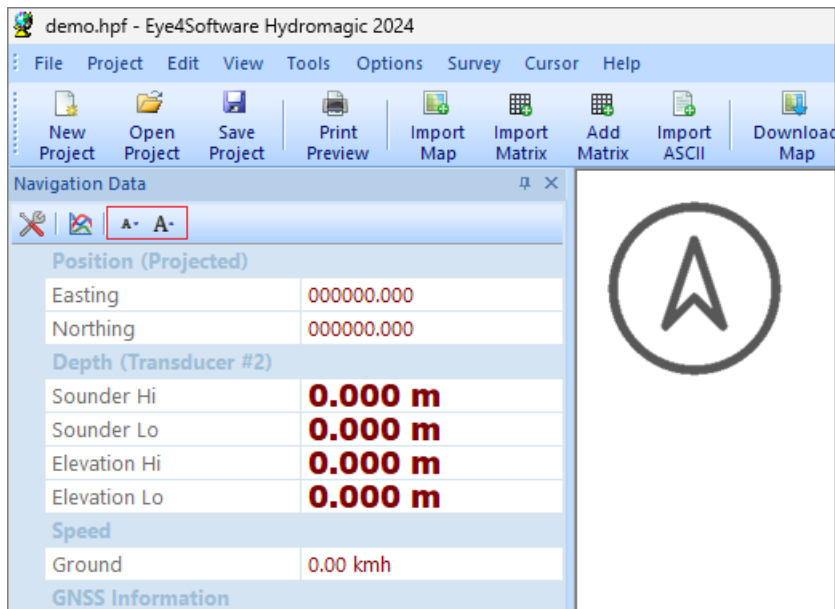 demo.hpf - Eye4Software Hydromagic 2024
File Project Edit View Tools Options Survey Cursor Help
New Project Open Project Save Project Print Preview Import Map Import Matrix Add Matrix Import ASCII Download Map
Navigation Data
A A
Position (Projected)
Easting 000000.000
Northing 000000.000
Depth (Transducer #2)
Sounder Hi 0.000 m
Sounder Lo 0.000 m
Elevation Hi 0.000 m
Elevation Lo 0.000 m
Speed
Ground 0.00 kmh
GNSS Information